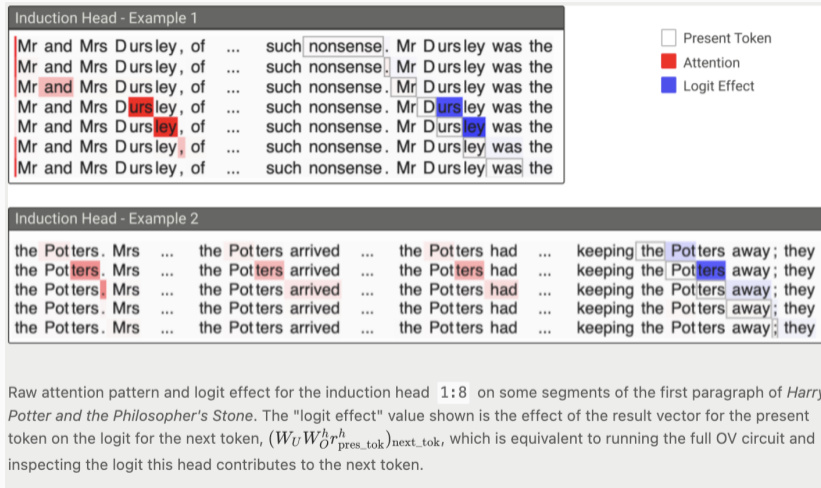 Induction Head - Example 1
Mr and Mrs Dursley, of ... such nonsense. Mr Dursley was the
Mr and Mrs Dursley, of ... such nonsense. Mr Dursley was the
Mr and Mrs Dursley, of ... such nonsense. Mr Dursley was the
Mr and Mrs Dursley, of ... such nonsense. Mr Dursley was the
Mr and Mrs Dursley, of ... such nonsense. Mr Dursley was the
Mr and Mrs Dursley, of ... such nonsense. Mr Dursley was the
Mr and Mrs Dursley, of ... such nonsense. Mr Dursley was the
Present Token
Attention
Logit Effect
Induction Head - Example 2
the Potters. Mrs ... the Potters arrived ... the Potters had ... keeping the Potters away; they
the Potters. Mrs ... the Potters arrived ... the Potters had ... keeping the Potters away; they
the Potters. Mrs ... the Potters arrived ... the Potters had ... keeping the Potters away; they
the Potters. Mrs ... the Potters arrived ... the Potters had ... keeping the Potters away; they
the Potters. Mrs ... the Potters arrived ... the Potters had ... keeping the Potters away; they
Raw attention pattern and logit effect for the induction head 1:8 on some segments of the first paragraph of Harry
Potter and the Philosopher's Stone. The "logit effect" value shown is the effect of the result vector for the present
token on the logit for the next token, (W_U W_O^h r^h_pres_tok)_next_tok, which is equivalent to running the full OV circuit and
inspecting the logit this head contributes to the next token.